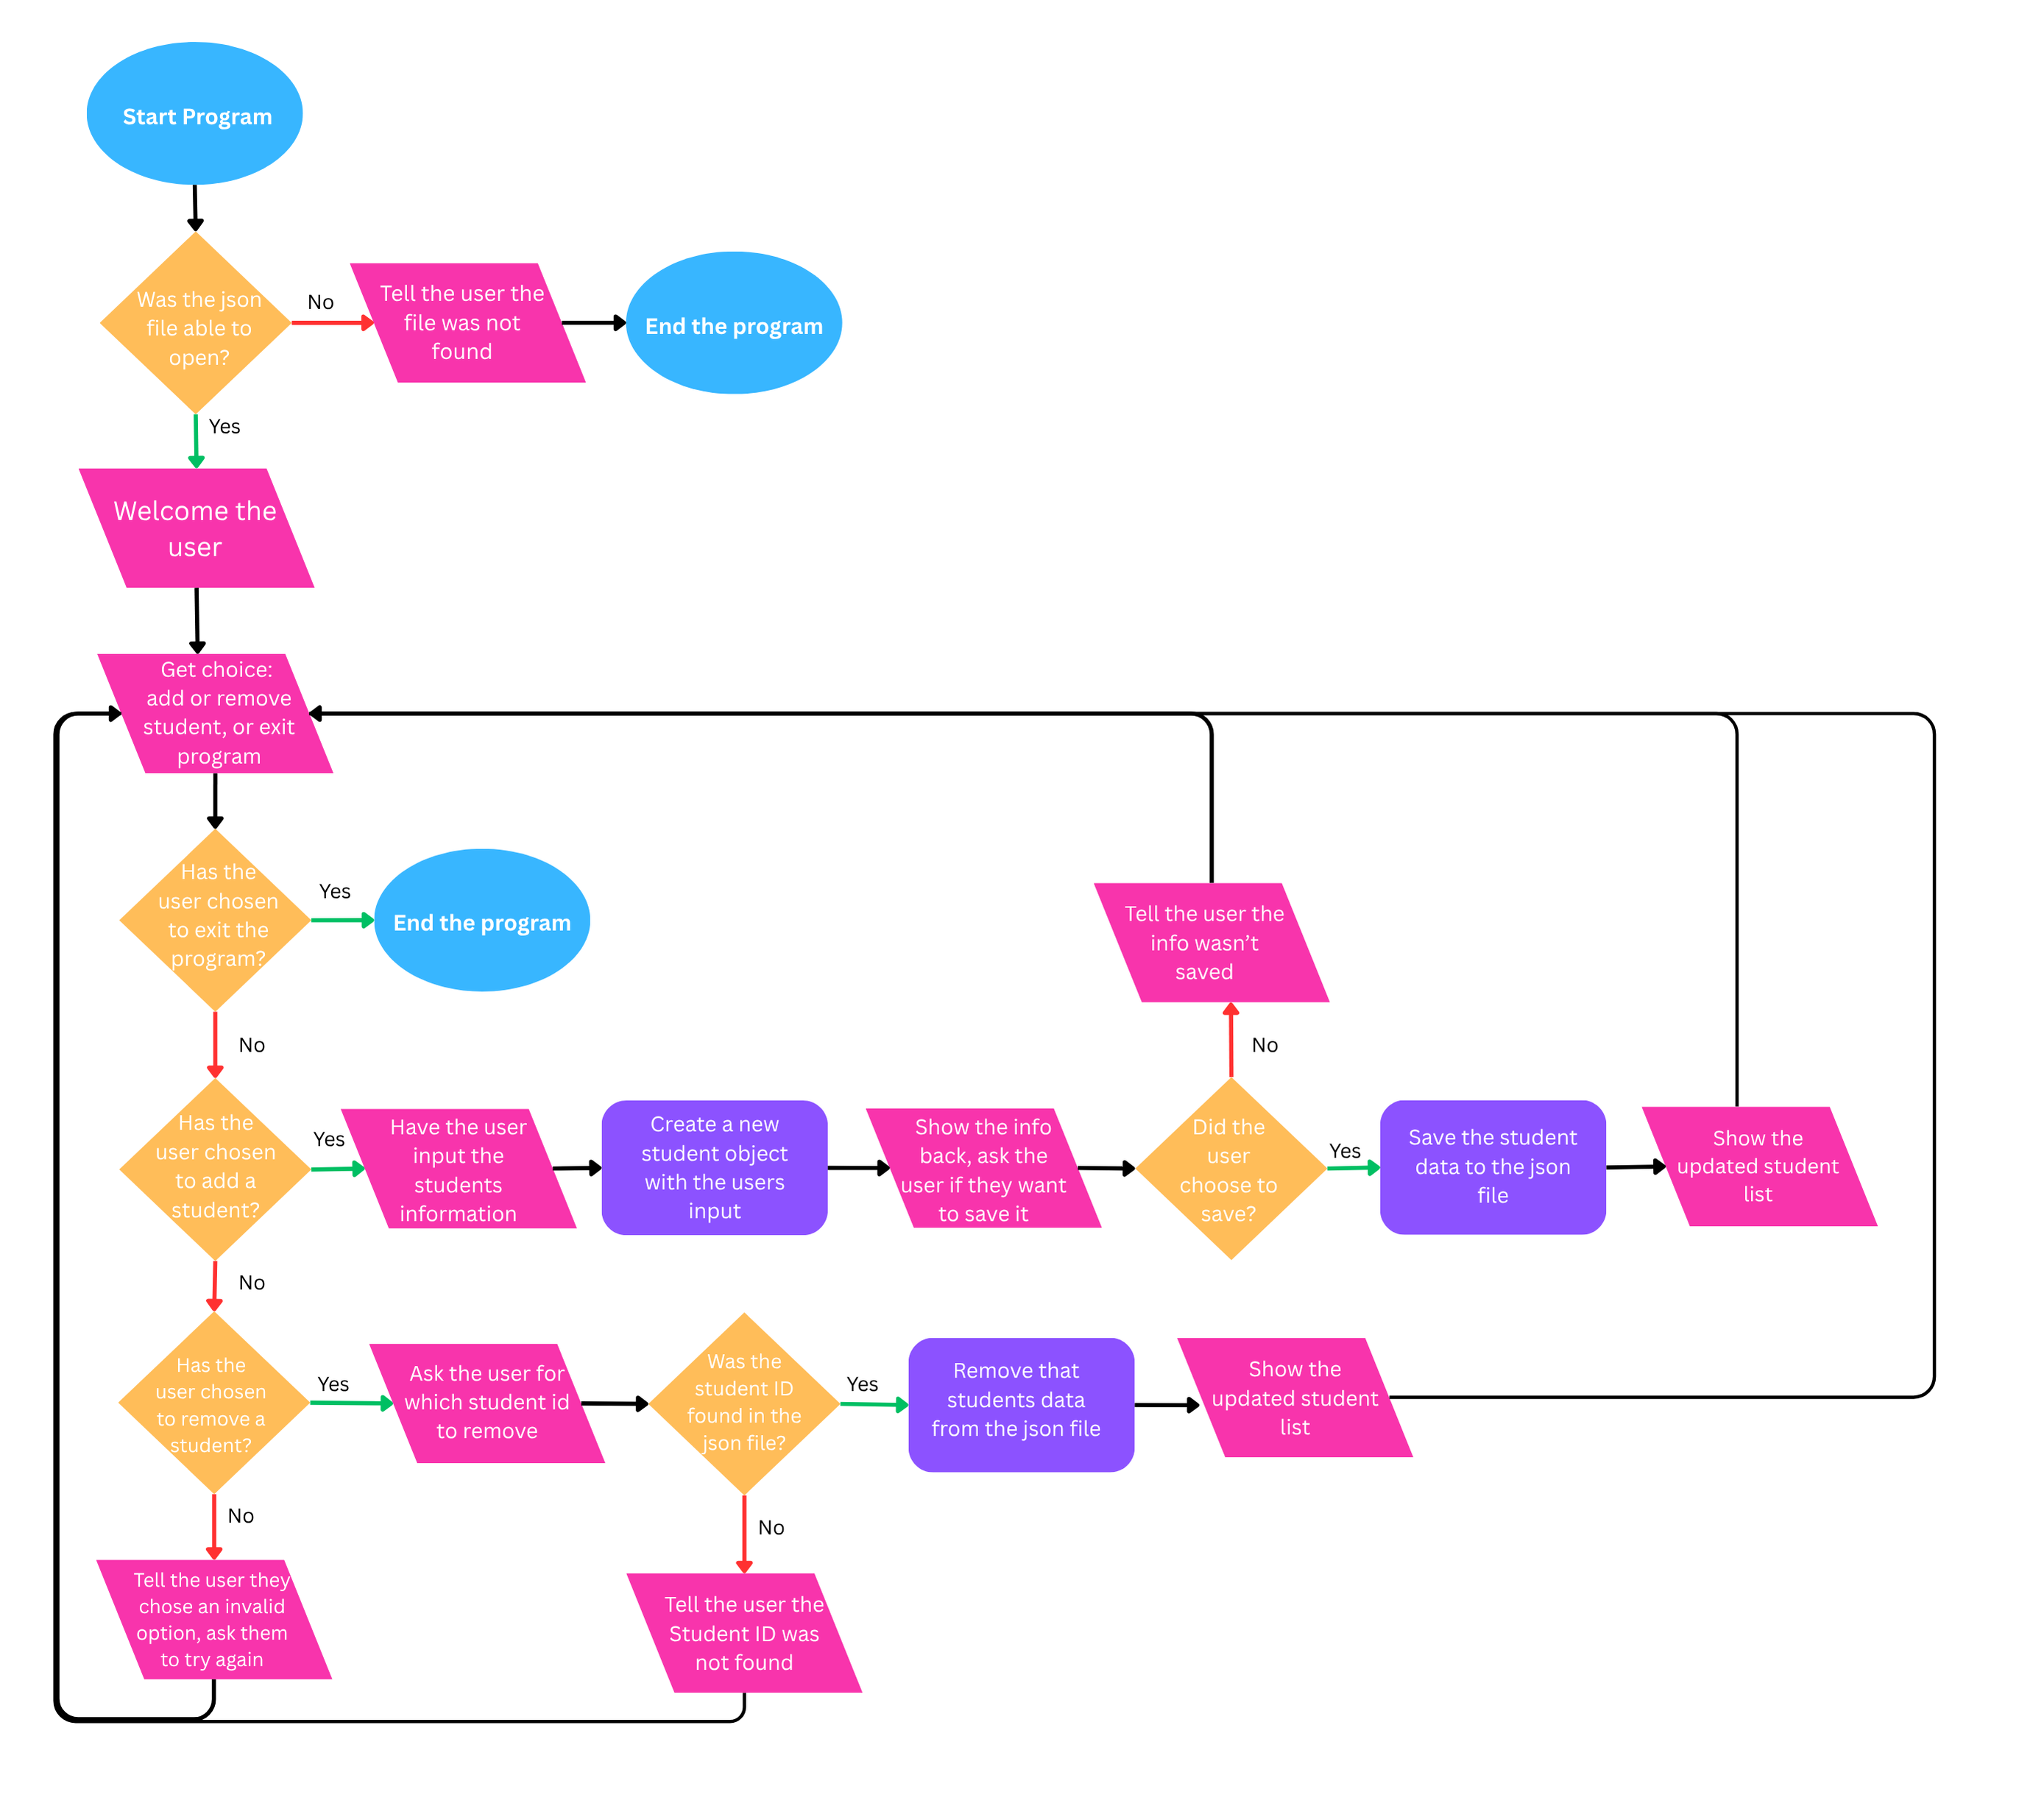 Start Program
Was the json
file able to
open?
No
Tell the user the
file was not
found
End the program
Yes
Welcome the
user
Get choice:
add or remove
student, or exit
program
Has the
user chosen
to exit the
program?
Yes
End the program
No
Has the
user chosen
to add a
student?
Yes
Have the user
input the
students
information
Create a new
student object
with the users
input
Show the info
back, ask the
user if they want
to save it
Did the
user
choose to
save?
No
Tell the user the
info wasn’t
saved
Yes
Save the student
data to the json
file
Show the
updated student
list
No
Has the
user chosen
to remove a
student?
Yes
Ask the user for
which student id
to remove
Was the
student ID
found in the
json file?
Yes
Remove that
students data
from the json file
Show the
updated student
list
No
Tell the user they
chose an invalid
option, ask them
to try again
No
Tell the user the
Student ID was
not found